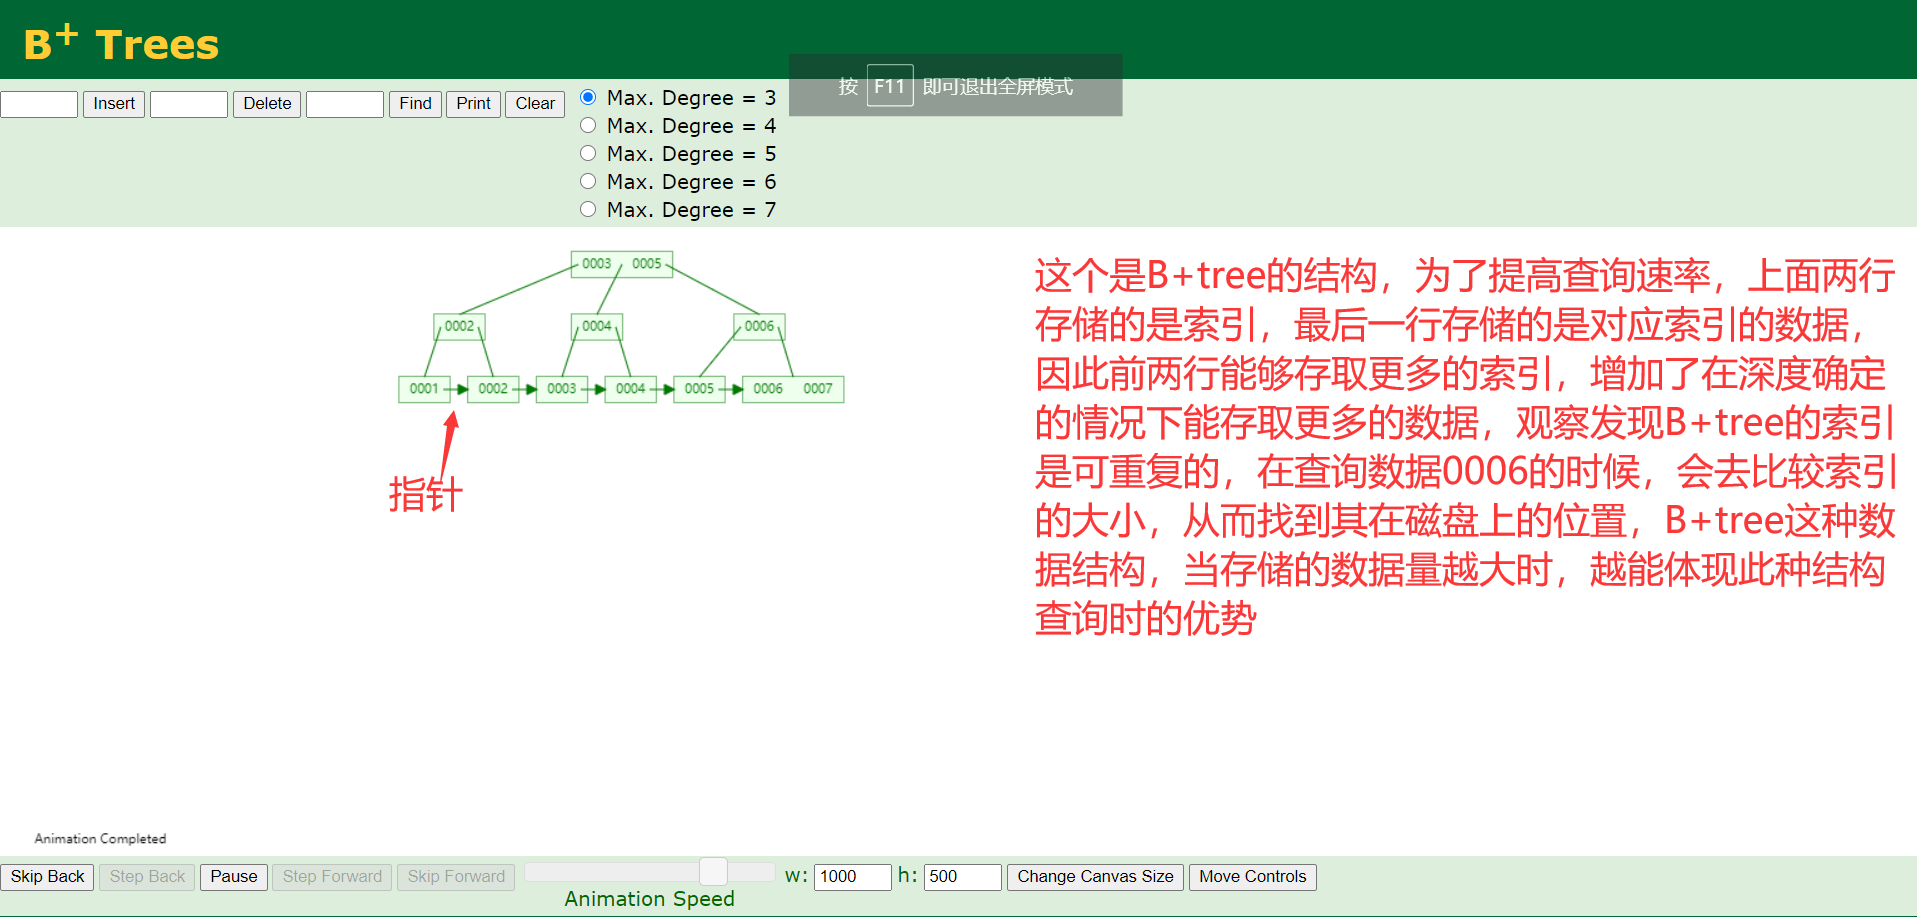 B+ Trees
按 F11 即可退出全屏模式
Insert Delete Find Print Clear
Max. Degree = 3
Max. Degree = 4
Max. Degree = 5
Max. Degree = 6
Max. Degree = 7
0003 0005
0002 0004 0006
0001 0002 0003 0004 0005 0006 0007
指针
这个是B+tree的结构，为了提高查询速率，上面两行
存储的是索引，最后一行存储的是对应索引的数据，
因此前两行能够存取更多的索引，增加了在深度确定
的情况下能存取更多的数据，观察发现B+tree的索引
是可重复的，在查询数据0006的时候，会去比较索引
的大小，从而找到其在磁盘上的位置，B+tree这种数
据结构，当存储的数据量越大时，越能体现此种结构
查询时的优势
Animation Completed
Skip Back Step Back Pause Step Forward Skip Forward w: 1000 h: 500 Change Canvas Size Move Controls
Animation Speed